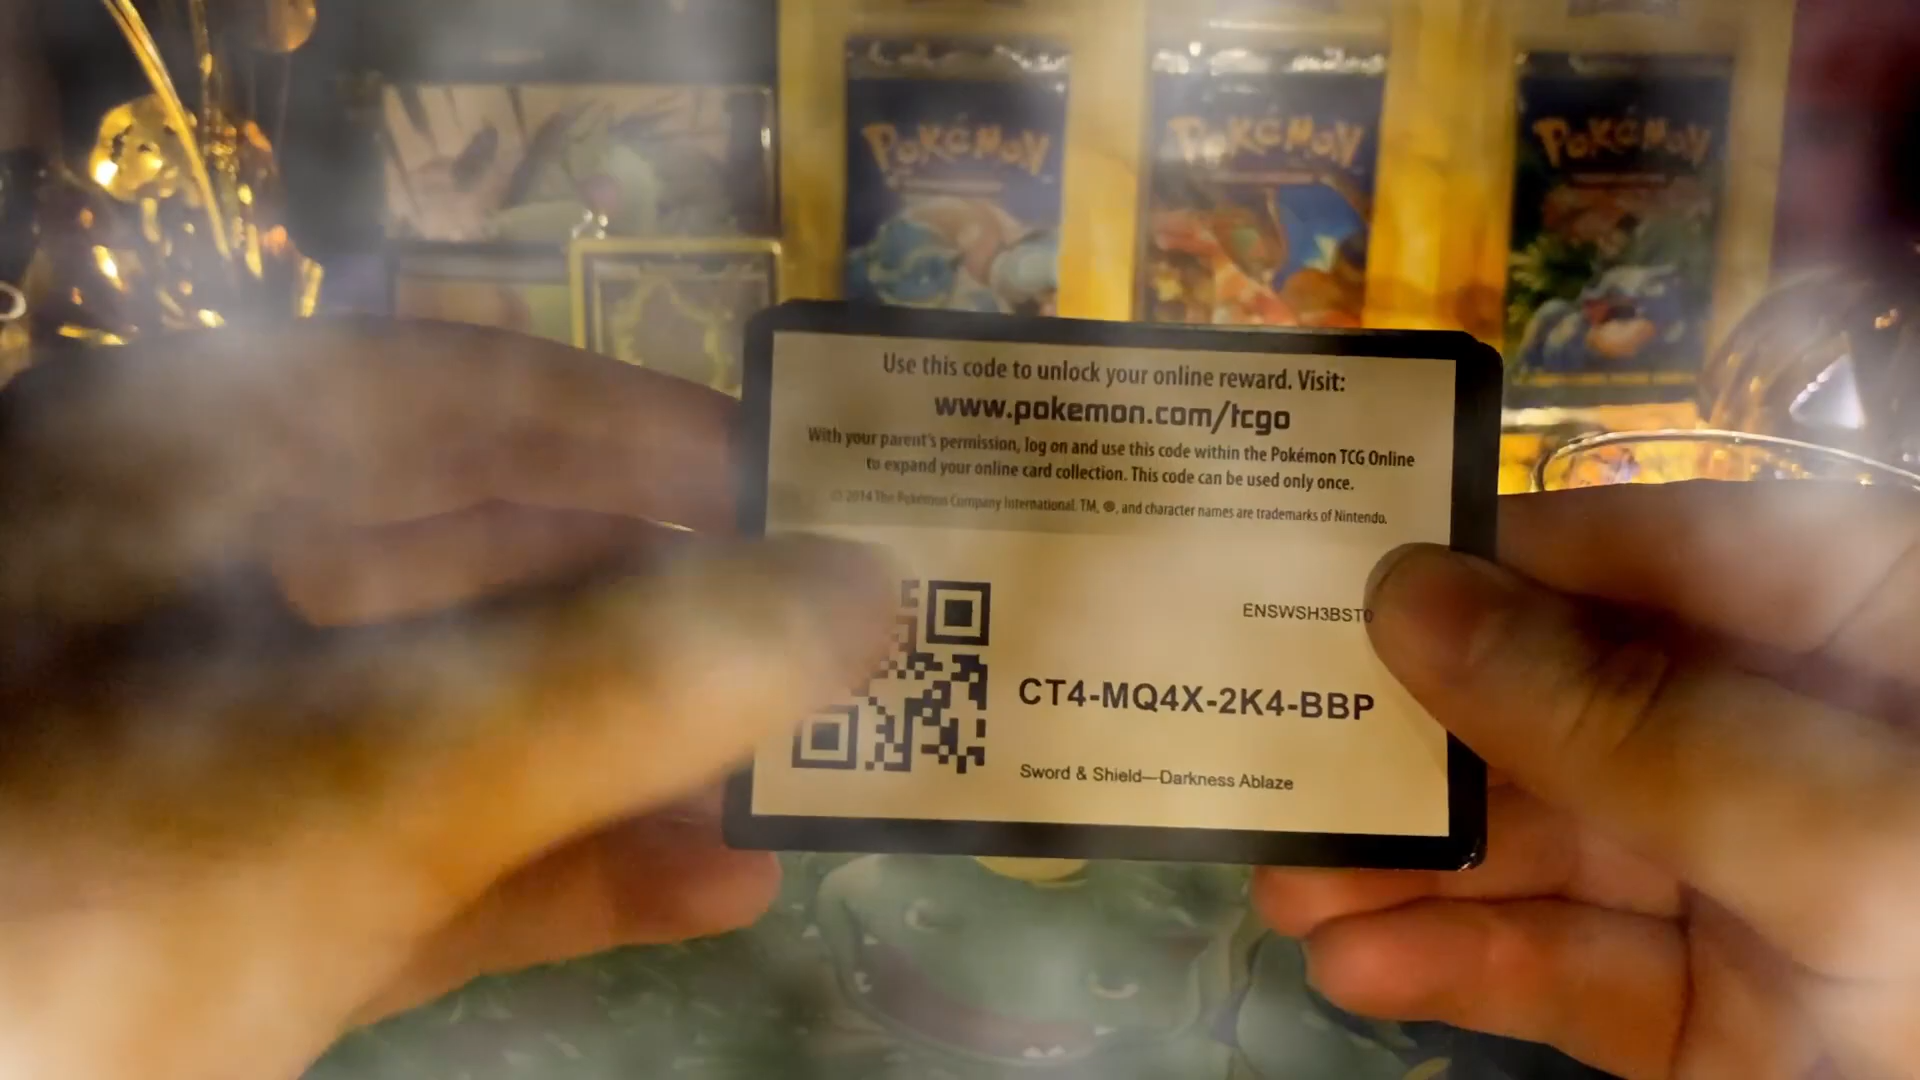 POKéMON
POKéMON
POKéMON
Use this code to unlock your online reward. Visit:
www.pokemon.com/tcgo
With your parent's permission, log on and use this code within the Pokémon TCG Online
to expand your online card collection. This code can be used only once.
© 2014 The Pokémon Company International. TM, ®, and character names are trademarks of Nintendo.
ENSWSH3BST0
CT4-MQ4X-2K4-BBP
Sword & Shield—Darkness Ablaze